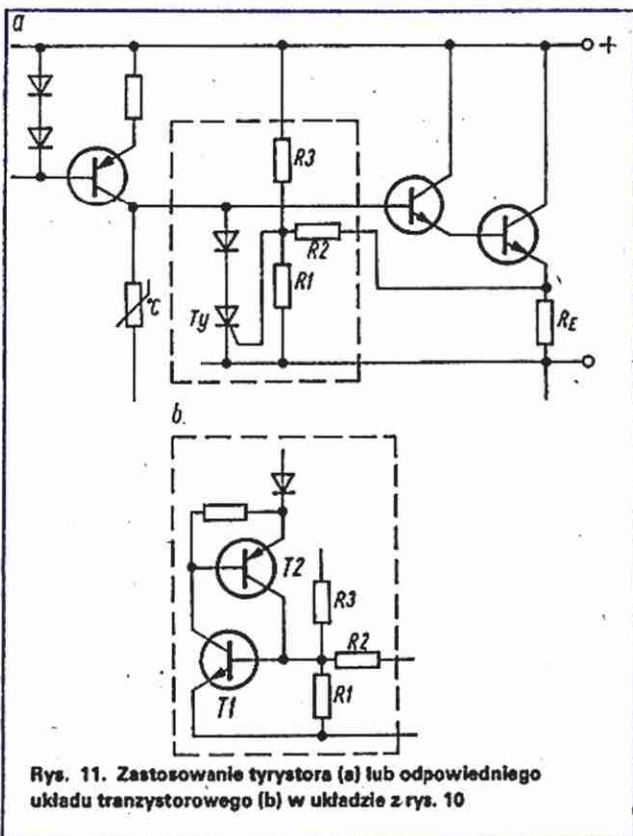 a
+
R3
R2
R1
Ty
°C
RE
b.
T2
R3
R2
R1
T1
Rys. 11. Zastosowanie tyrystora (a) lub odpowiedniego
układu tranzystorowego (b) w układzie z rys. 10